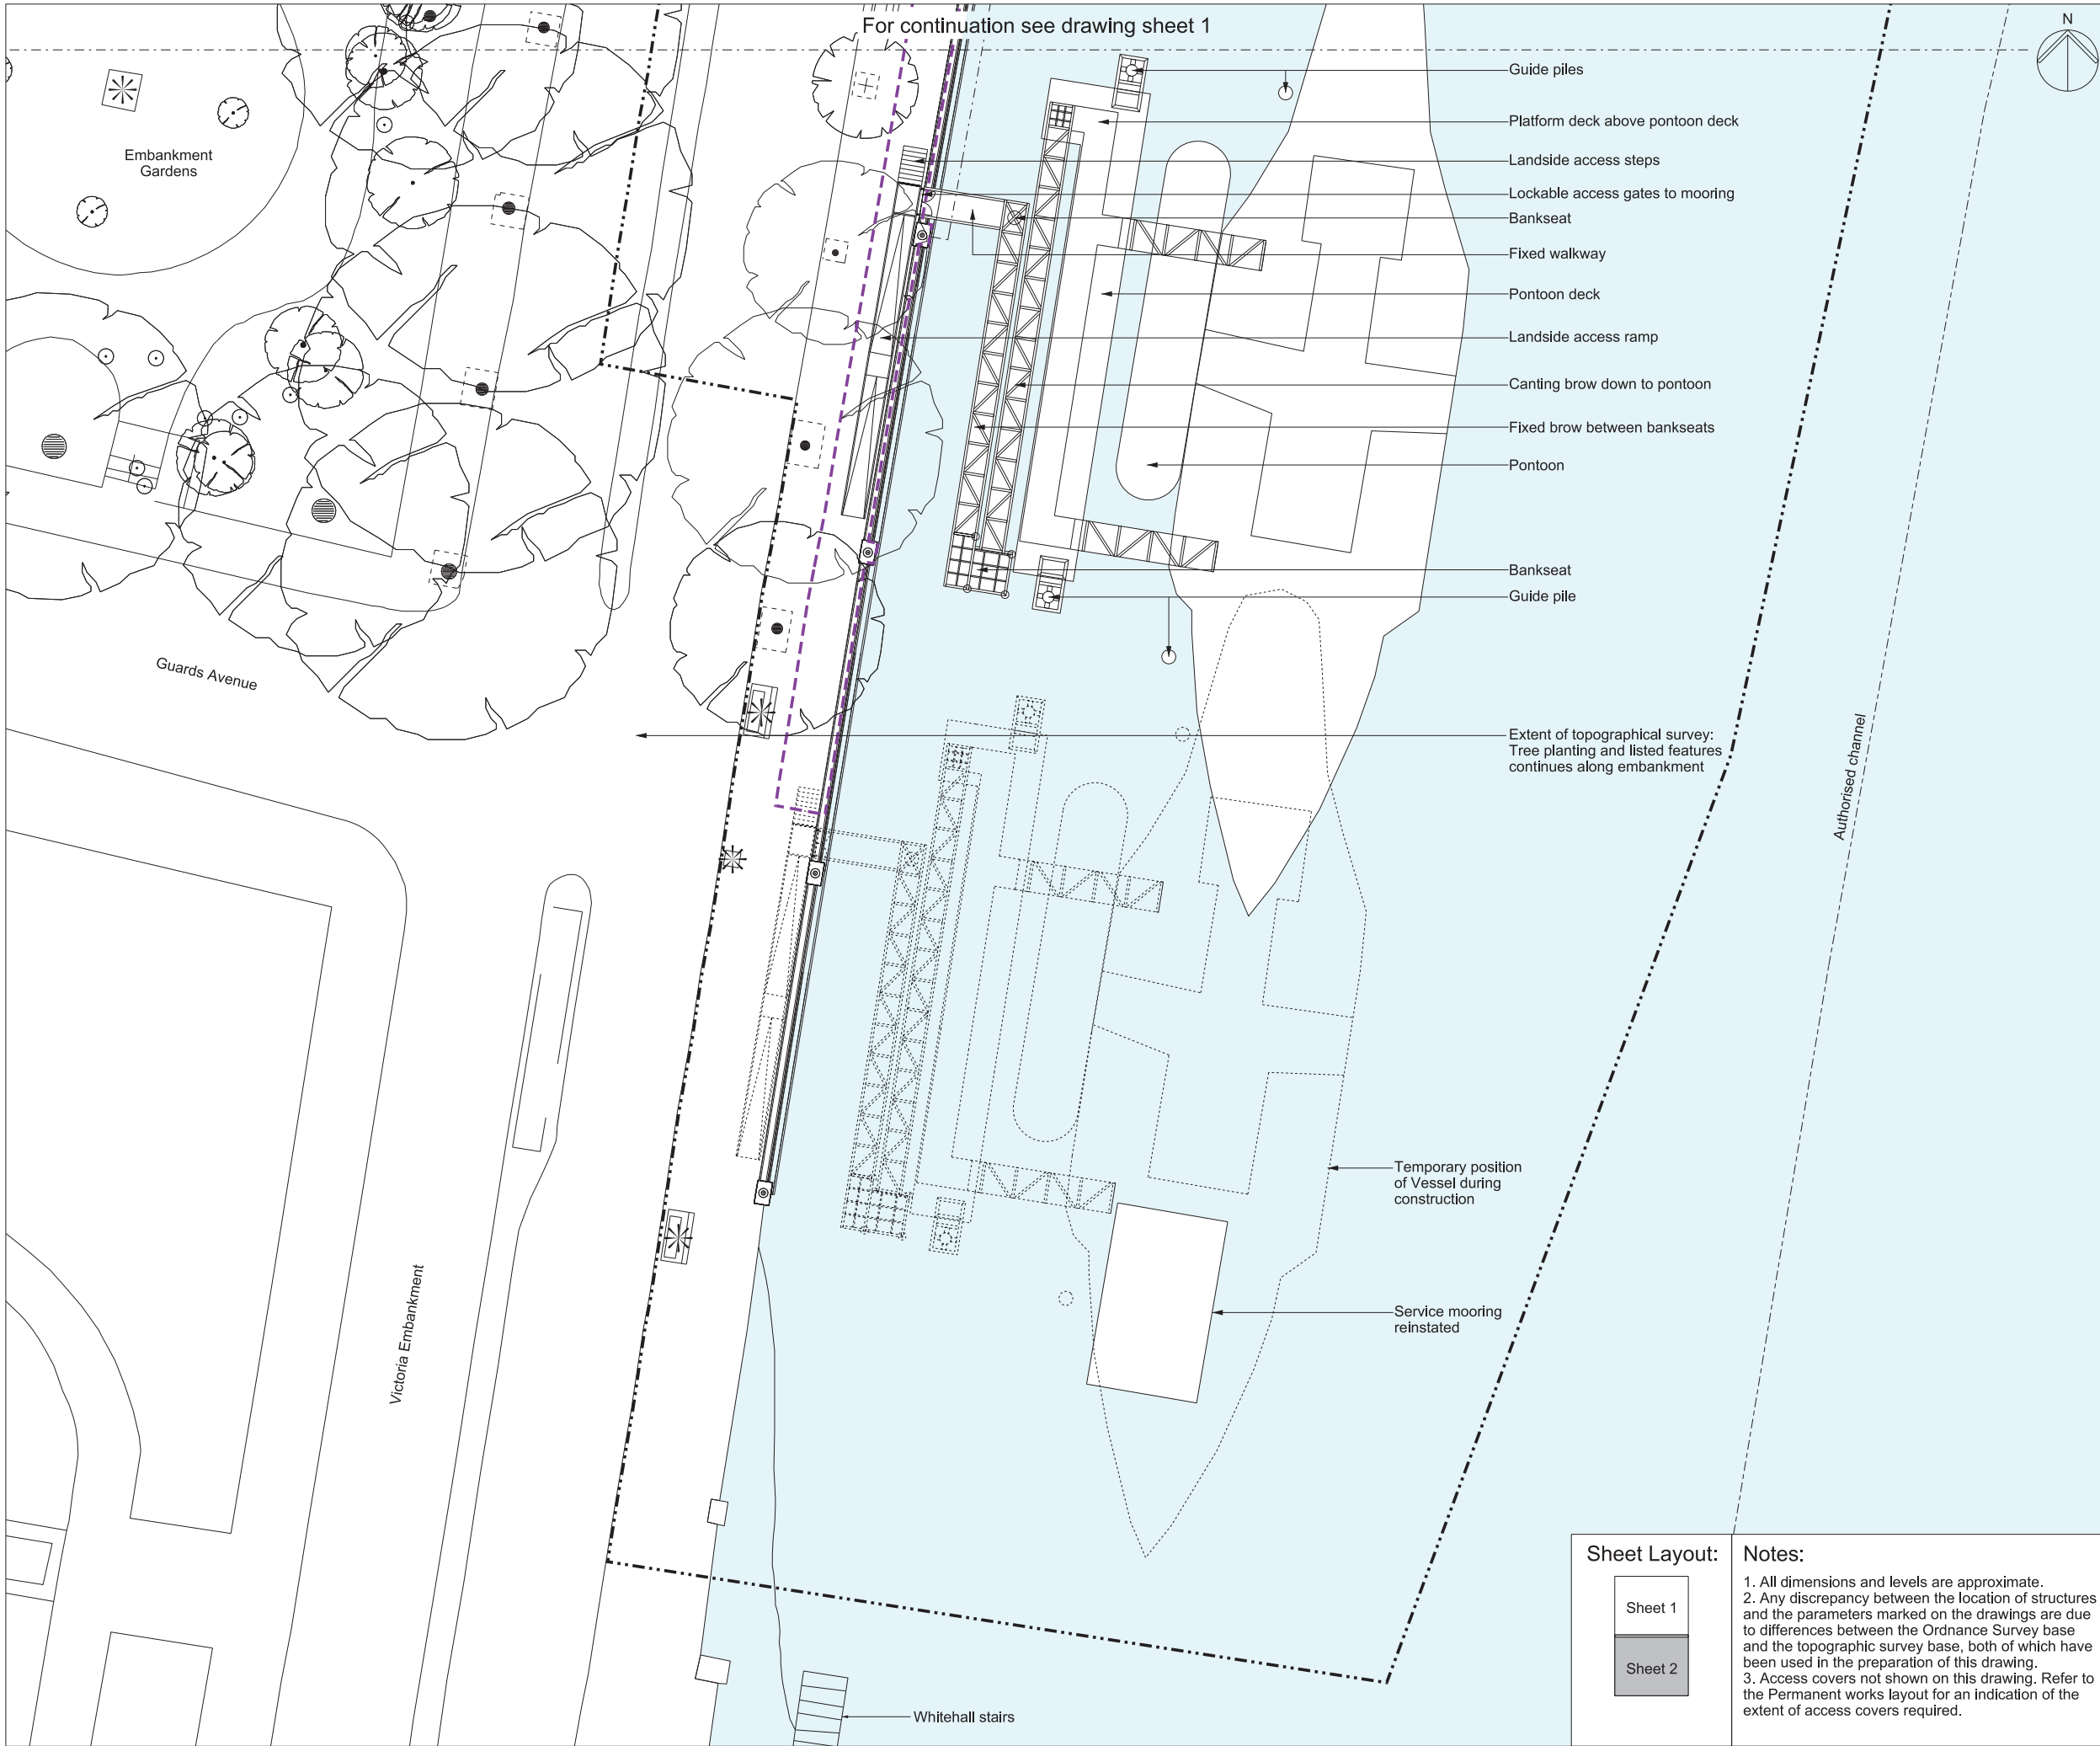 For continuation see drawing sheet 1
N
Guide piles
Platform deck above pontoon deck
Embankment
Gardens
Landside access steps
Lockable access gates to mooring
Bankseat
Fixed walkway
Pontoon deck
Landside access ramp
Canting brow down to pontoon
Fixed brow between bankseats
Pontoon
Bankseat
Guide pile
Guards Avenue
Extent of topographical survey:
Tree planting and listed features
continues along embankment
Authorised channel
Temporary position
of Vessel during
construction
Service mooring
reinstated
Victoria Embankment
Whitehall stairs
Sheet Layout:
Sheet 1
Sheet 2
Notes:
1. All dimensions and levels are approximate.
2. Any discrepancy between the location of structures
and the parameters marked on the drawings are due
to differences between the Ordnance Survey base
and the topographic survey base, both of which have
been used in the preparation of this drawing.
3. Access covers not shown on this drawing. Refer to
the Permanent works layout for an indication of the
extent of access covers required.